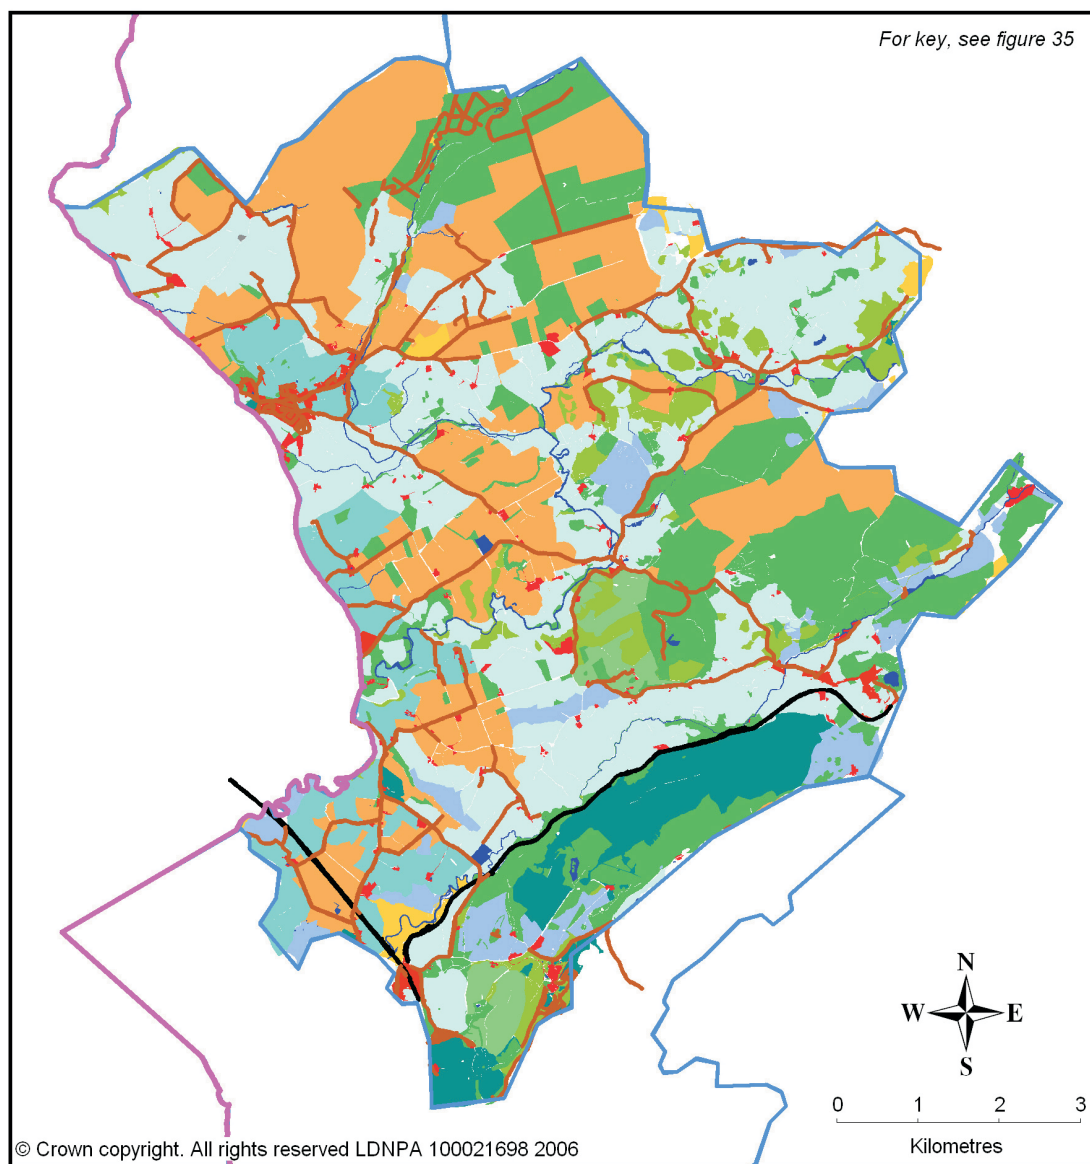 For key, see figure 35
N
W E
S
0 1 2 3
Kilometres
© Crown copyright. All rights reserved LDNPA 100021698 2006